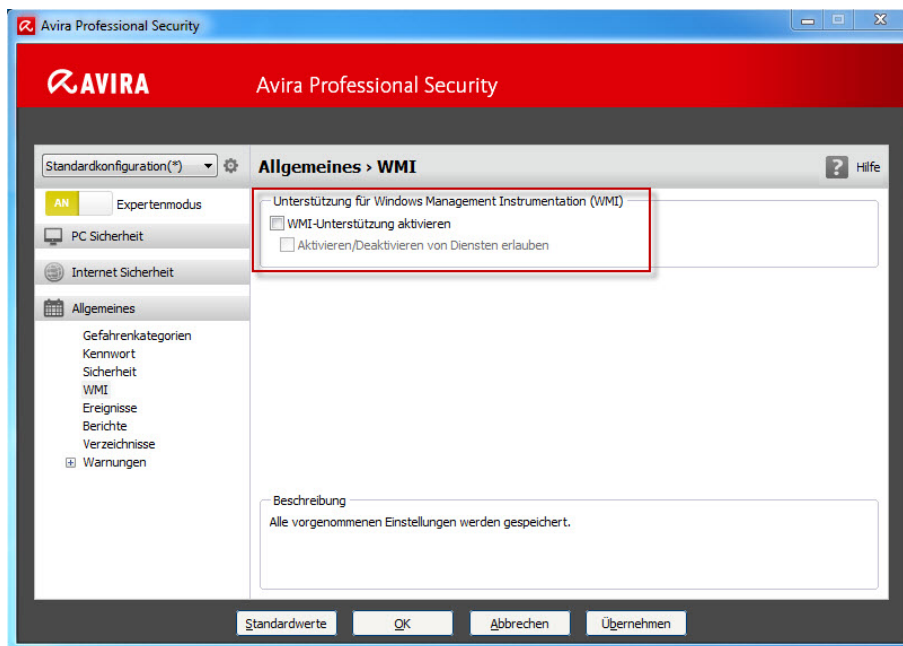 Avira Professional Security
AVIRA
Avira Professional Security
Standardkonfiguration(*)
Allgemeines › WMI
Hilfe
AN
Expertenmodus
PC Sicherheit
Internet Sicherheit
Allgemeines
Gefahrenkategorien
Kennwort
Sicherheit
WMI
Ereignisse
Berichte
Verzeichnisse
Warnungen
Unterstützung für Windows Management Instrumentation (WMI)
WMI-Unterstützung aktivieren
Aktivieren/Deaktivieren von Diensten erlauben
Beschreibung
Alle vorgenommenen Einstellungen werden gespeichert.
Standardwerte
OK
Abbrechen
Übernehmen